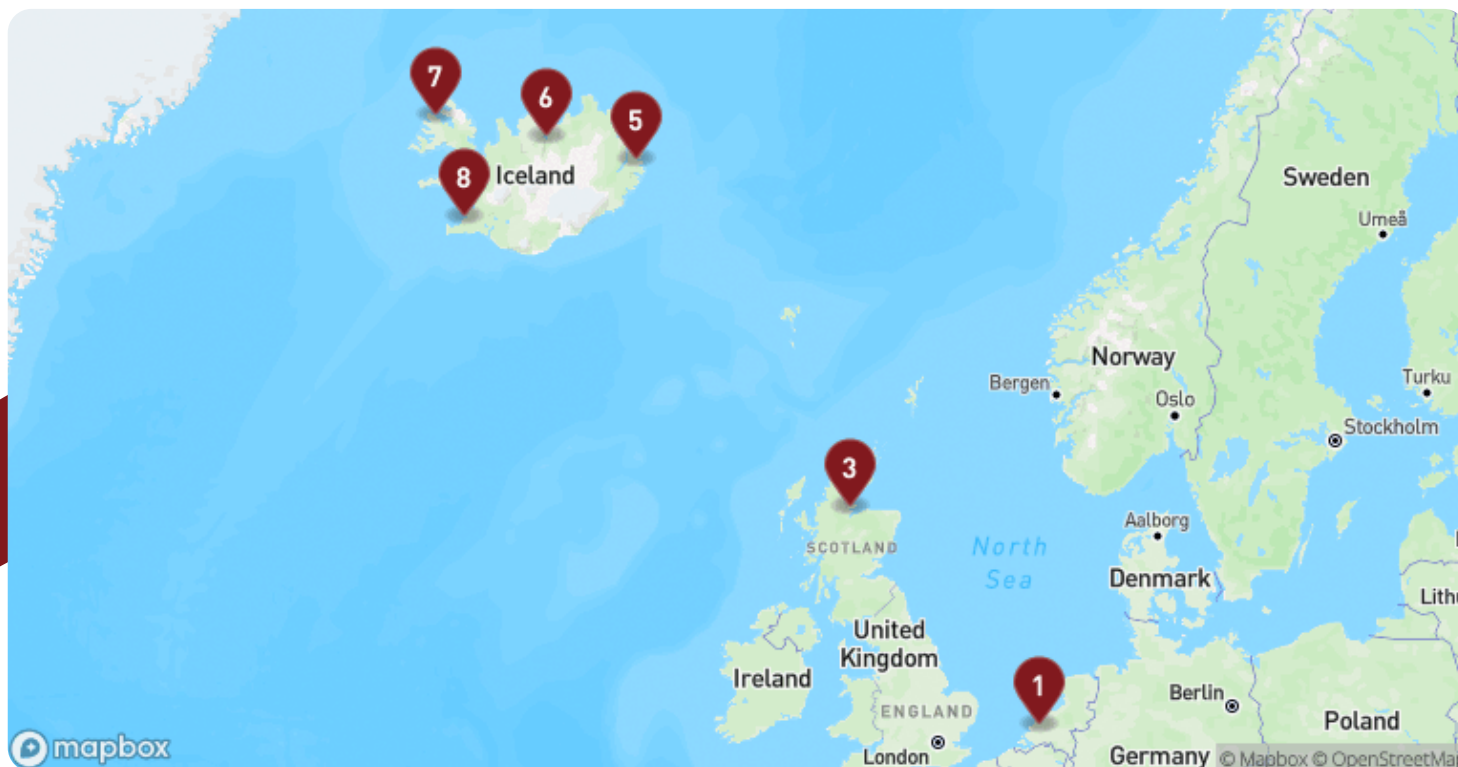 7
6
5
8
Iceland
Sweden
Umeå
Norway
Bergen
Oslo
Turku
Stockholm
3
SCOTLAND
North
Sea
Aalborg
Denmark
Lith
United
Kingdom
Ireland
1
ENGLAND
Berlin
Poland
London
Germany
mapbox
© Mapbox © OpenStreetMa